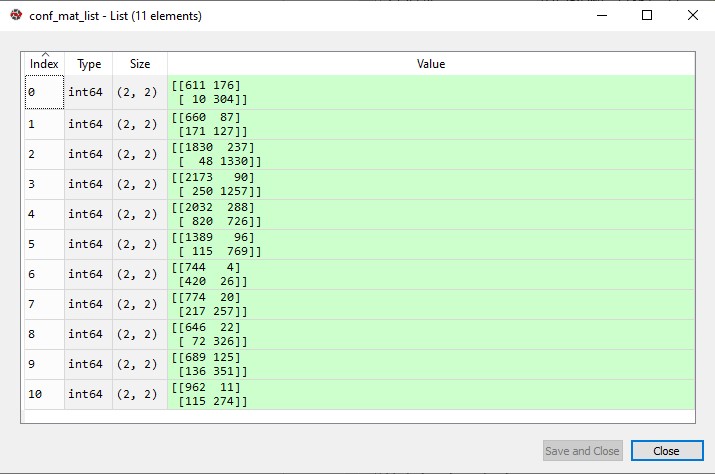 conf_mat_list - List (11 elements)
Index Type Size Value
0 int64 (2, 2) [[611 176]
[ 10 304]]
1 int64 (2, 2) [[660  87]
[171 127]]
2 int64 (2, 2) [[1830  237]
[  48 1330]]
3 int64 (2, 2) [[2173   90]
[ 250 1257]]
4 int64 (2, 2) [[2032  288]
[ 820  726]]
5 int64 (2, 2) [[1389   96]
[ 115  769]]
6 int64 (2, 2) [[744   4]
[420  26]]
7 int64 (2, 2) [[774  20]
[217 257]]
8 int64 (2, 2) [[646  22]
[ 72 326]]
9 int64 (2, 2) [[689 125]
[136 351]]
10 int64 (2, 2) [[962  11]
[115 274]]
Save and Close Close